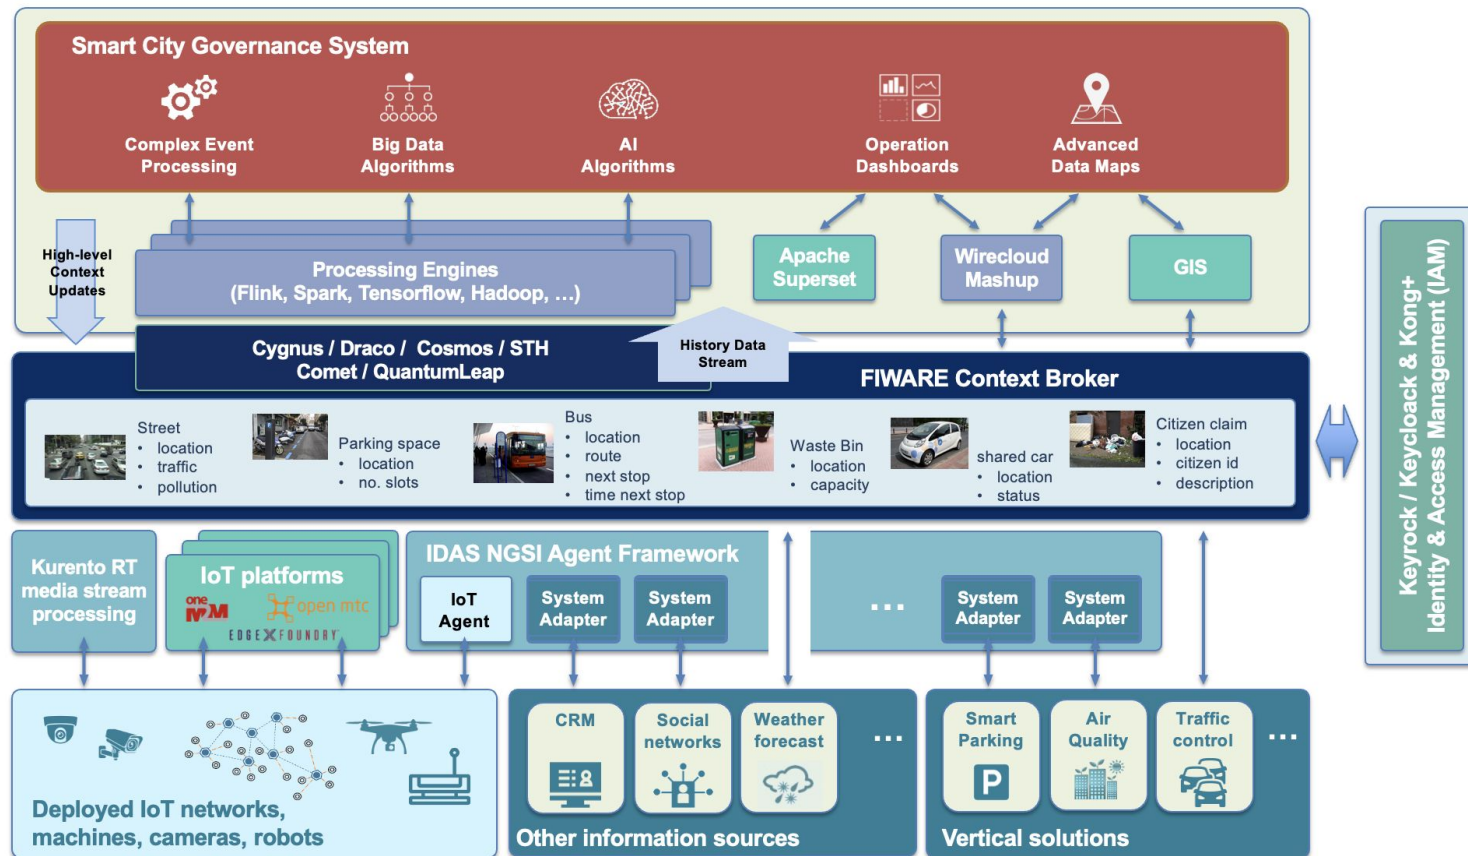 Smart City Governance System
Complex Event
Processing
Big Data
Algorithms
AI
Algorithms
Operation
Dashboards
Advanced
Data Maps
High-level
Context
Updates
Processing Engines
(Flink, Spark, Tensorflow, Hadoop, ...)
Apache
Superset
Wirecloud
Mashup
GIS
Cygnus / Draco / Cosmos / STH
Comet / QuantumLeap
History Data
Stream
FIWARE Context Broker
Street
• location
• traffic
• pollution
Parking space
• location
• no. slots
Bus
• location
• route
• next stop
• time next stop
Waste Bin
• location
• capacity
shared car
• location
• status
Citizen claim
• location
• citizen id
• description
Keyrock / Keycloack & Kong+
Identity & Access Management (IAM)
Kurento RT
media stream
processing
IoT platforms
one
M2M
open mtc
EDGE X FOUNDRY
IDAS NGSI Agent Framework
IoT
Agent
System
Adapter
System
Adapter
...
System
Adapter
System
Adapter
Deployed IoT networks,
machines, cameras, robots
CRM
Social
networks
Weather
forecast
...
Other information sources
Smart
Parking
P
Air
Quality
Traffic
control
...
Vertical solutions